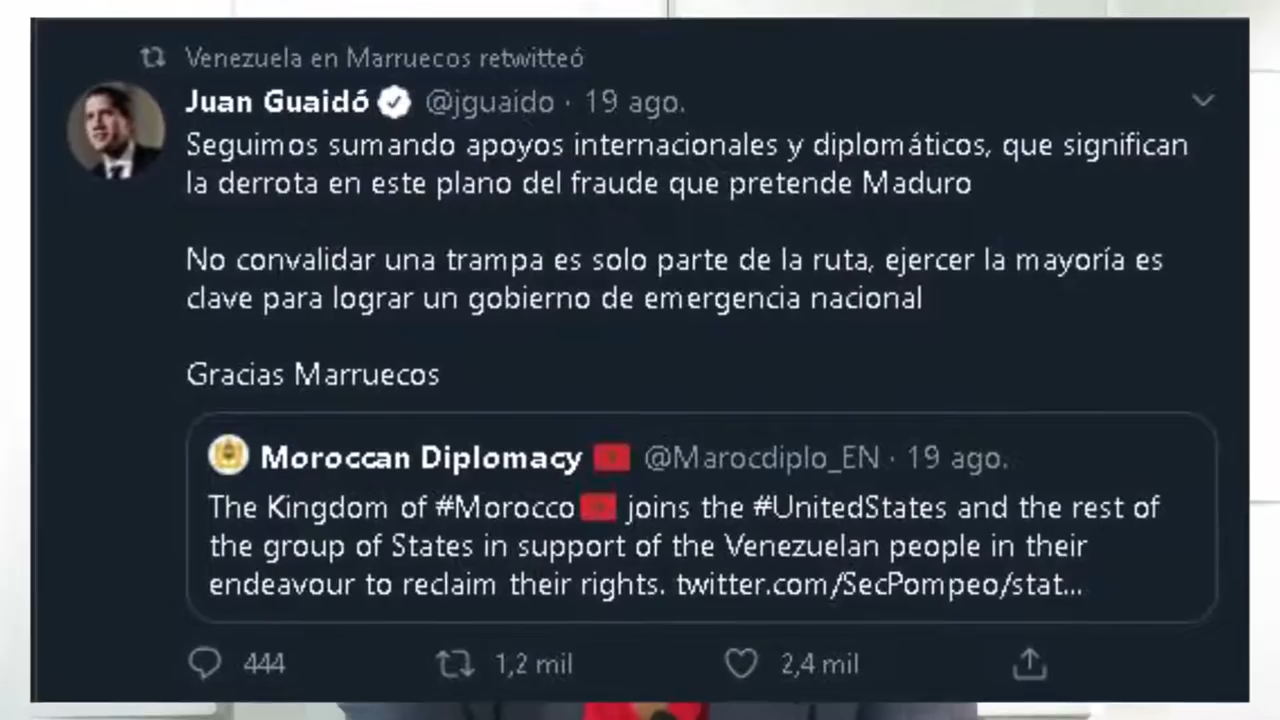 Venezuela en Marruecos retwitteó
Juan Guaidó @jguaido · 19 ago.
Seguimos sumando apoyos internacionales y diplomáticos, que significan
la derrota en este plano del fraude que pretende Maduro
No convalidar una trampa es solo parte de la ruta, ejercer la mayoría es
clave para lograr un gobierno de emergencia nacional
Gracias Marruecos
Moroccan Diplomacy 🇲🇦 @Marocdiplo_EN · 19 ago.
The Kingdom of #Morocco🇲🇦 joins the #UnitedStates and the rest of
the group of States in support of the Venezuelan people in their
endeavour to reclaim their rights. twitter.com/SecPompeo/stat...
444 1,2 mil 2,4 mil